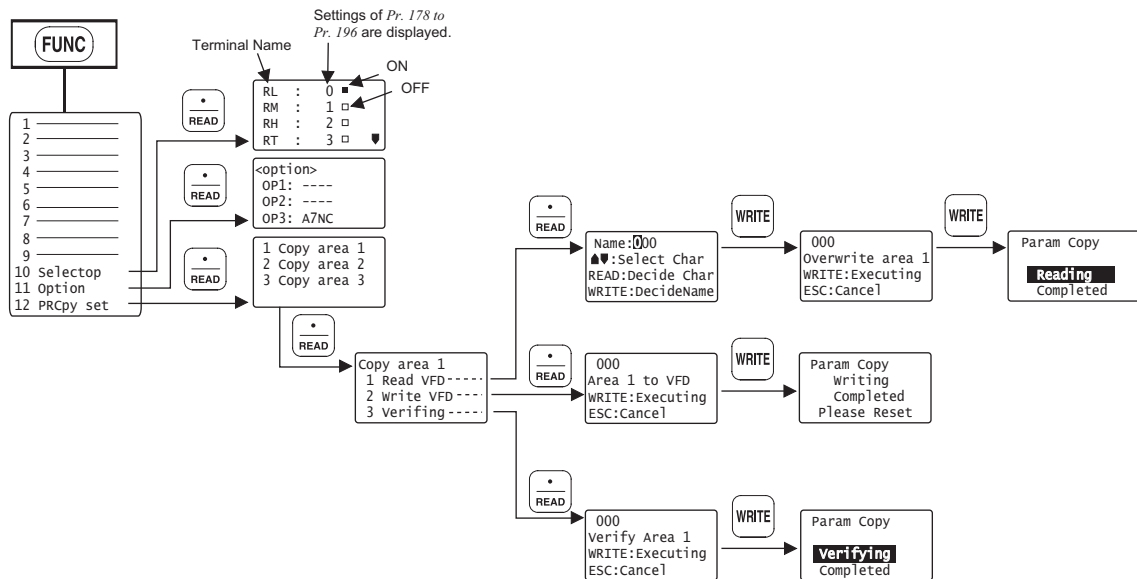 Settings of Pr. 178 to
Pr. 196 are displayed.
Terminal Name
ON
OFF
FUNC
1
2
3
4
5
6
7
8
9
10 Selectop
11 Option
12 PRCpy set
READ
RL : 0
RM : 1
RH : 2
RT : 3
READ
<option>
OP1: ----
OP2: ----
OP3: A7NC
READ
1 Copy area 1
2 Copy area 2
3 Copy area 3
READ
Copy area 1
1 Read VFD-----
2 Write VFD----
3 Verifing-----
READ
Name:000
:Select Char
READ:Decide Char
WRITE:DecideName
WRITE
000
Overwrite area 1
WRITE:Executing
ESC:Cancel
WRITE
Param Copy
Reading
Completed
READ
000
Area 1 to VFD
WRITE:Executing
ESC:Cancel
WRITE
Param Copy
Writing
Completed
Please Reset
READ
000
Verify Area 1
WRITE:Executing
ESC:Cancel
WRITE
Param Copy
Verifying
Completed